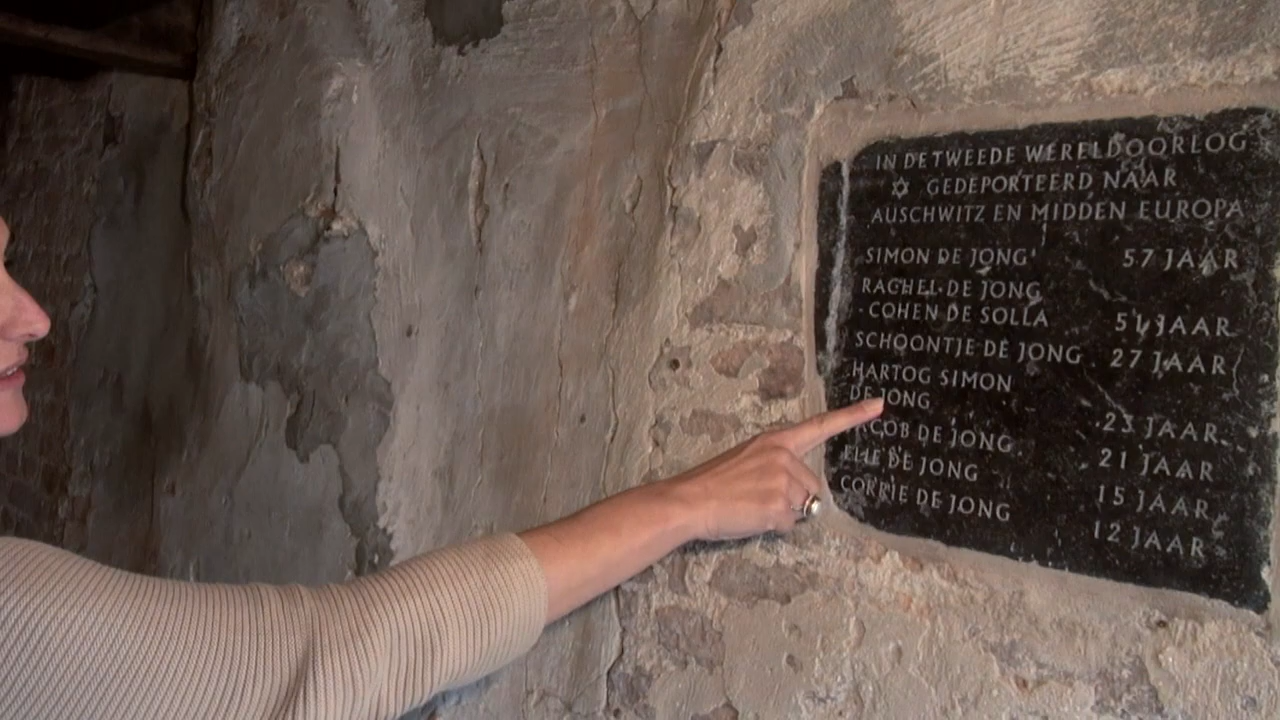 IN DE TWEEDE WERELDOORLOG
✡ GEDEPORTEERD NAAR
AUSCHWITZ EN MIDDEN EUROPA
SIMON DE JONG 57 JAAR
RACHEL DE JONG
COHEN DE SOLLA 51 JAAR
SCHOONTJE DE JONG 27 JAAR
HARTOG SIMON
DE JONG 23 JAAR
JACOB DE JONG 21 JAAR
ELIE DE JONG 15 JAAR
CORRIE DE JONG 12 JAAR